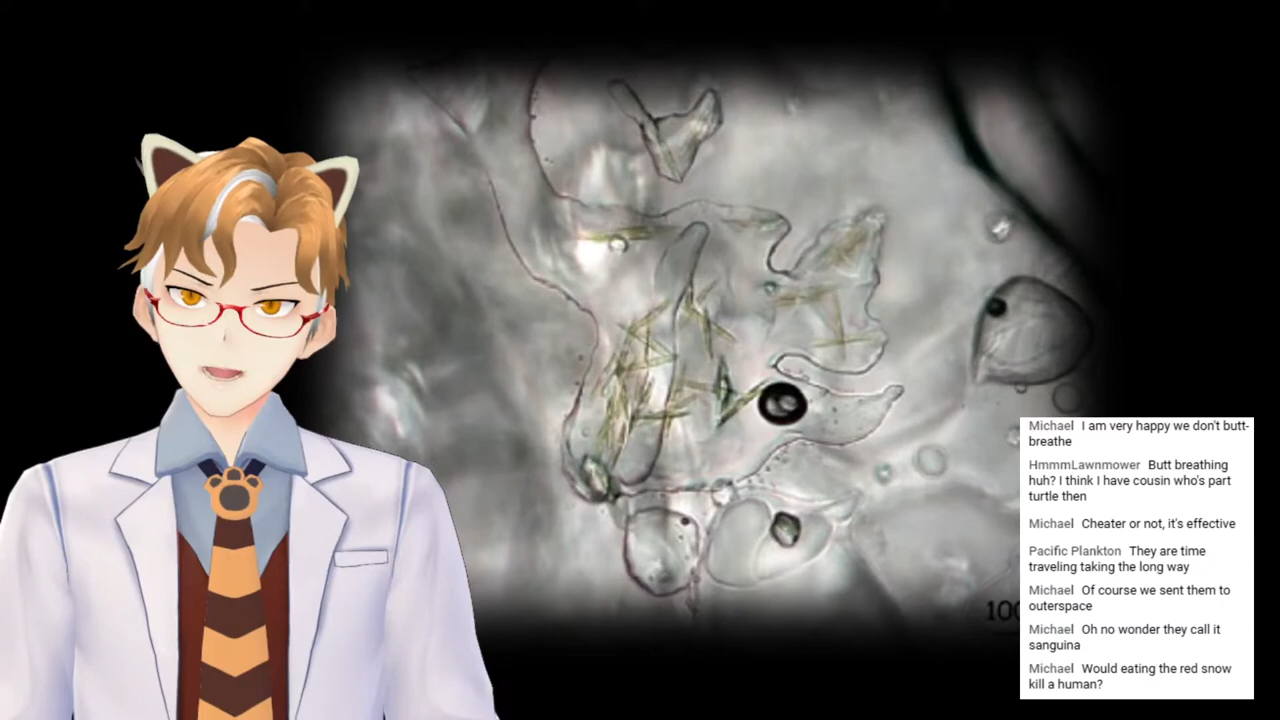 Michael I am very happy we don't butt-
breathe
HmmmLawnmower Butt breathing
huh? I think I have cousin who's part
turtle then
Michael Cheater or not, it's effective
Pacific Plankton They are time
traveling taking the long way
Michael Of course we sent them to
outerspace
Michael Oh no wonder they call it
sanguina
Michael Would eating the red snow
kill a human?